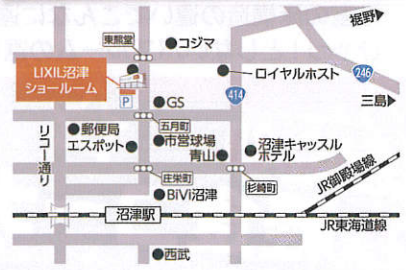 裾野
東熊堂
コジマ
LIXIL沼津
ショールーム
P
ロイヤルホスト
246
三島
GS
414
リコー通り
郵便局
エスポット
五月町
市営球場
青山
沼津キャッスル
ホテル
庄栄町
杉崎町
BiVi沼津
JR御殿場線
沼津駅
JR東海道線
西武